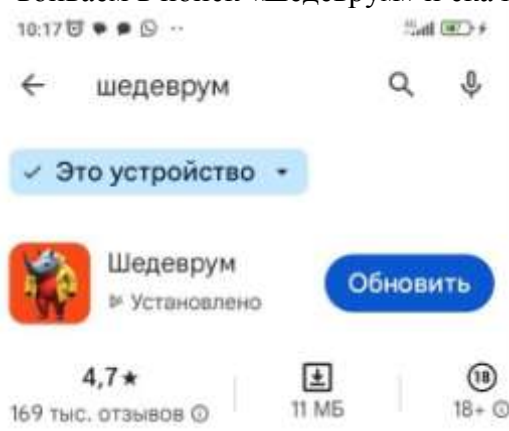 10:17
шедеврум
Это устройство
Шедеврум
Установлено
Обновить
4,7★
169 тыс. отзывов
11 МБ
18
18+